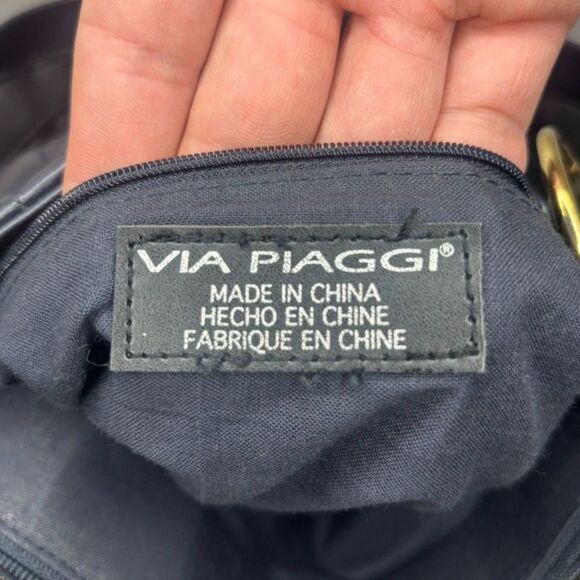 VIA PIAGGI®
MADE IN CHINA
HECHO EN CHINE
FABRIQUE EN CHINE